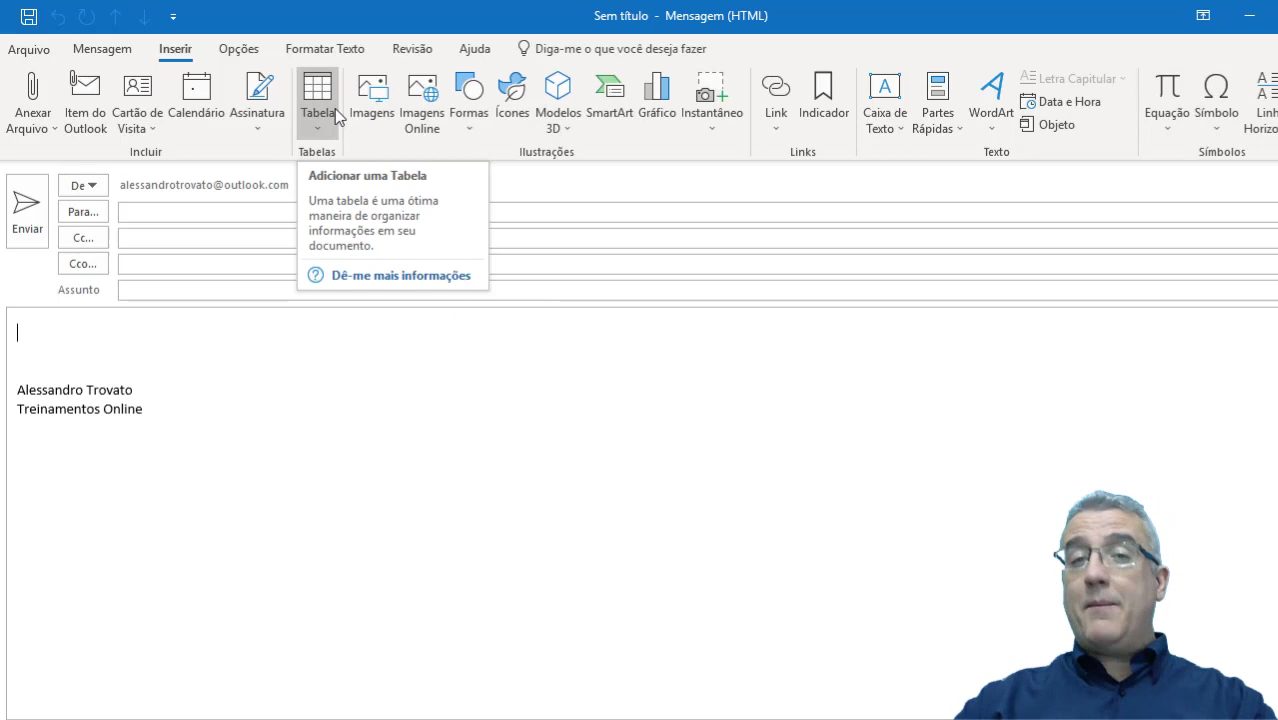 Sem título - Mensagem (HTML)
Arquivo Mensagem Inserir Opções Formatar Texto Revisão Ajuda Diga-me o que você deseja fazer
Anexar Arquivo
Item do Outlook
Cartão de Visita
Calendário
Assinatura
Incluir
Tabela
Tabelas
Imagens
Imagens Online
Formas
Ícones
Modelos 3D
SmartArt
Gráfico
Instantâneo
Ilustrações
Link
Indicador
Links
Caixa de Texto
Partes Rápidas
WordArt
Letra Capitular
Data e Hora
Objeto
Texto
Equação
Símbolo
Símbolos
Adicionar uma Tabela
Uma tabela é uma ótima
maneira de organizar
informações em seu
documento.
Dê-me mais informações
Enviar
De alessandrotrovato@outlook.com
Para...
Cc...
Cco...
Assunto
Alessandro Trovato
Treinamentos Online